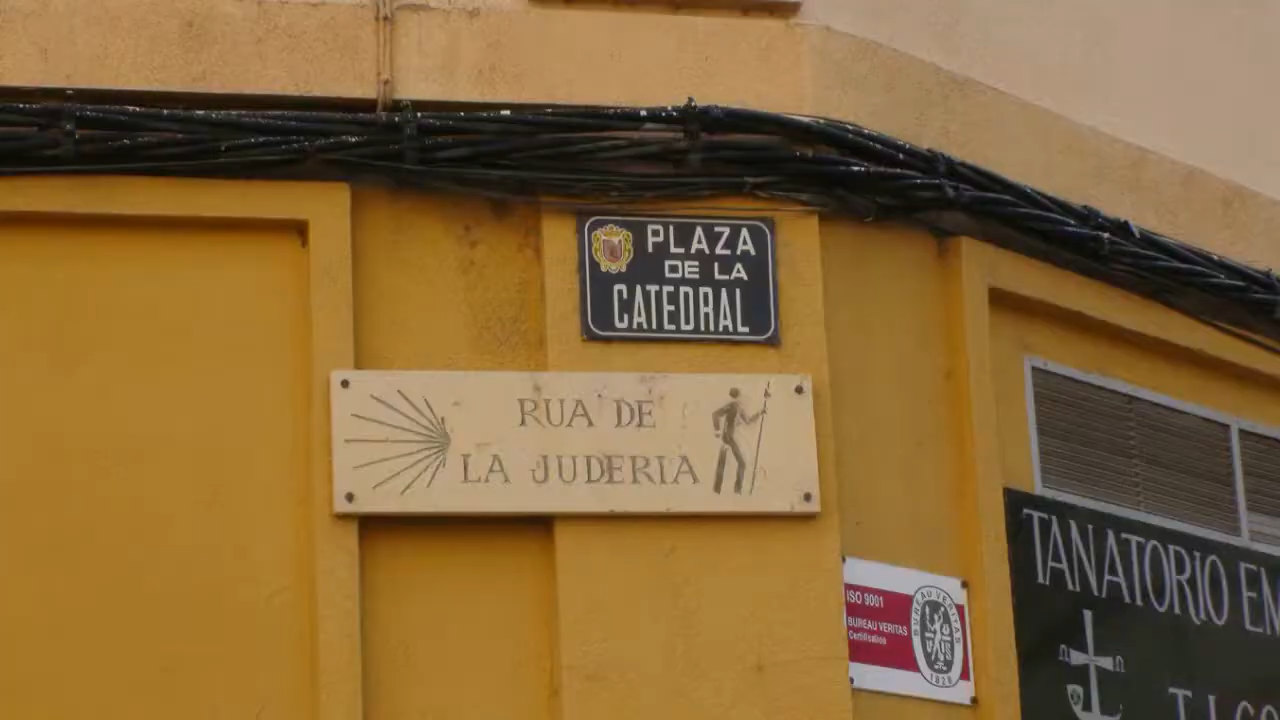 PLAZA
DE LA
CATEDRAL
RUA DE
LA JUDERIA
ISO 9001
BUREAU VERITAS
Certification
BUREAU VERITAS
1828
TANATORIO